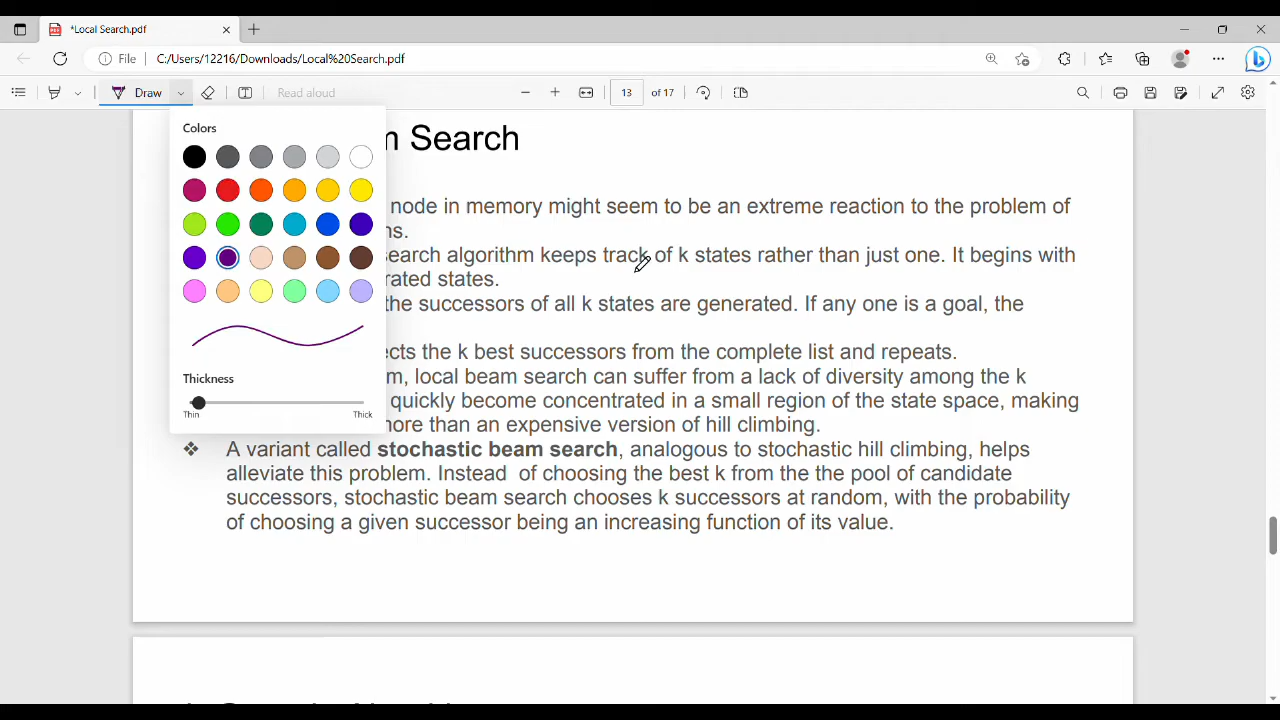 *Local Search.pdf
File C:/Users/12216/Downloads/Local%20Search.pdf
Draw Read aloud 13 of 17
Colors
Thickness
Thin Thick
Search
node in memory might seem to be an extreme reaction to the problem of
search algorithm keeps track of k states rather than just one. It begins with
states.
the successors of all k states are generated. If any one is a goal, the
the k best successors from the complete list and repeats.
local beam search can suffer from a lack of diversity among the k
quickly become concentrated in a small region of the state space, making
more than an expensive version of hill climbing.
❖ A variant called stochastic beam search, analogous to stochastic hill climbing, helps
alleviate this problem. Instead of choosing the best k from the the pool of candidate
successors, stochastic beam search chooses k successors at random, with the probability
of choosing a given successor being an increasing function of its value.